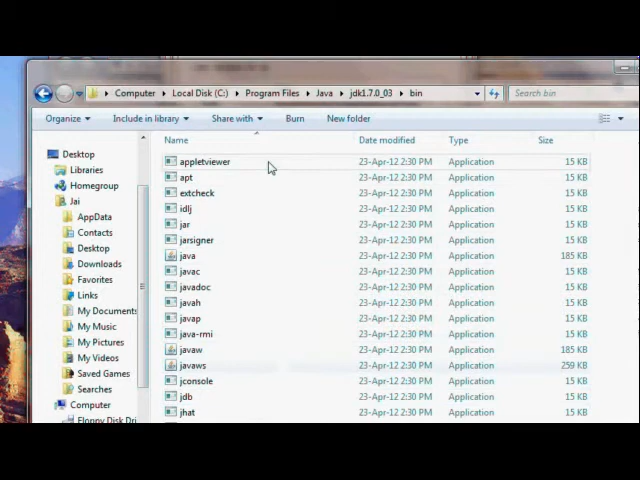 Computer Local Disk (C:) Program Files Java jdk1.7.0_03 bin Search bin
Organize Include in library Share with Burn New folder
Name Date modified Type Size
appletviewer 23-Apr-12 2:30 PM Application 15 KB
apt 23-Apr-12 2:30 PM Application 15 KB
extcheck 23-Apr-12 2:30 PM Application 15 KB
idlj 23-Apr-12 2:30 PM Application 15 KB
jar 23-Apr-12 2:30 PM Application 15 KB
jarsigner 23-Apr-12 2:30 PM Application 15 KB
java 23-Apr-12 2:30 PM Application 185 KB
javac 23-Apr-12 2:30 PM Application 15 KB
javadoc 23-Apr-12 2:30 PM Application 15 KB
javah 23-Apr-12 2:30 PM Application 15 KB
javap 23-Apr-12 2:30 PM Application 15 KB
java-rmi 23-Apr-12 2:30 PM Application 15 KB
javaw 23-Apr-12 2:30 PM Application 185 KB
javaws 23-Apr-12 2:30 PM Application 259 KB
jconsole 23-Apr-12 2:30 PM Application 15 KB
jdb 23-Apr-12 2:30 PM Application 15 KB
jhat 23-Apr-12 2:30 PM Application 15 KB
Desktop
Libraries
Homegroup
Jai
AppData
Contacts
Desktop
Downloads
Favorites
Links
My Documents
My Music
My Pictures
My Videos
Saved Games
Searches
Computer
Floppy Disk Dri